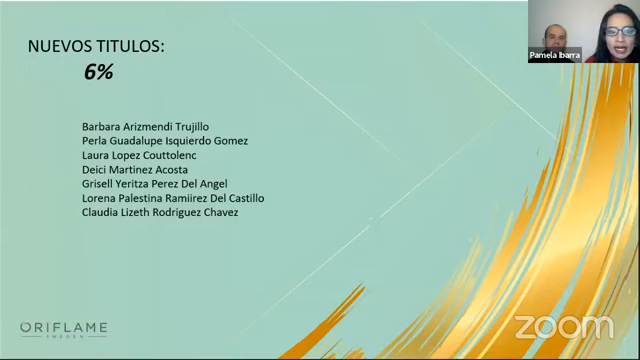 NUEVOS TITULOS:
6%
Barbara Arizmendi Trujillo
Perla Guadalupe Isquierdo Gomez
Laura Lopez Couttolenc
Deici Martinez Acosta
Grisell Yeritza Perez Del Angel
Lorena Palestina Ramiirez Del Castillo
Claudia Lizeth Rodriguez Chavez
Pamela Ibarra
ORIFLAME
SWEDEN
zoom